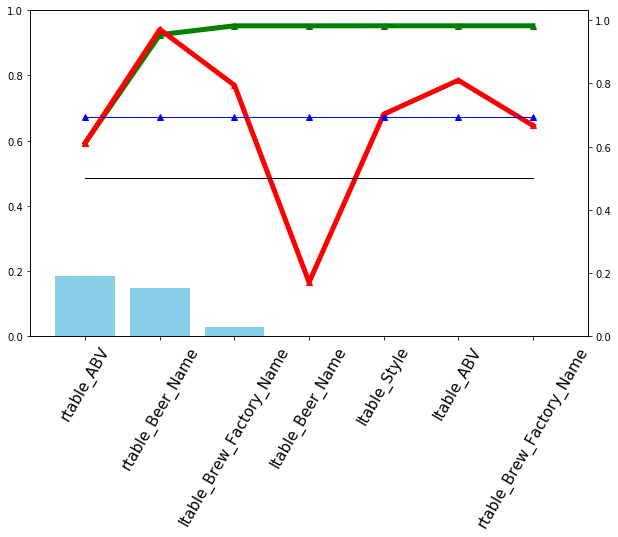 1.0
0.8
0.6
0.4
0.2
0.0
1.0
0.8
0.6
0.4
0.2
0.0
rtable_ABV
rtable_Beer_Name
ltable_Brew_Factory_Name
ltable_Beer_Name
ltable_Style
ltable_ABV
rtable_Brew_Factory_Name